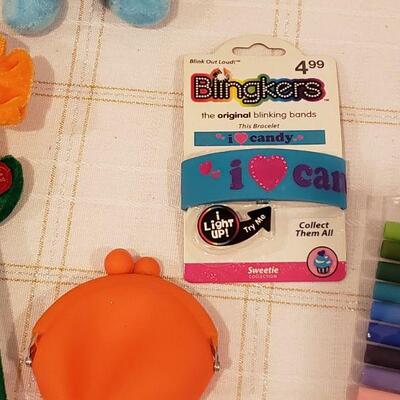 Blink Out Loud!™
4.99
Blingkers™
the original blinking bands
This Bracelet
i ♥ candy
i ♥ can
i
LIGHT
UP!
Try Me
Collect
Them All
Sweetie
COLLECTION